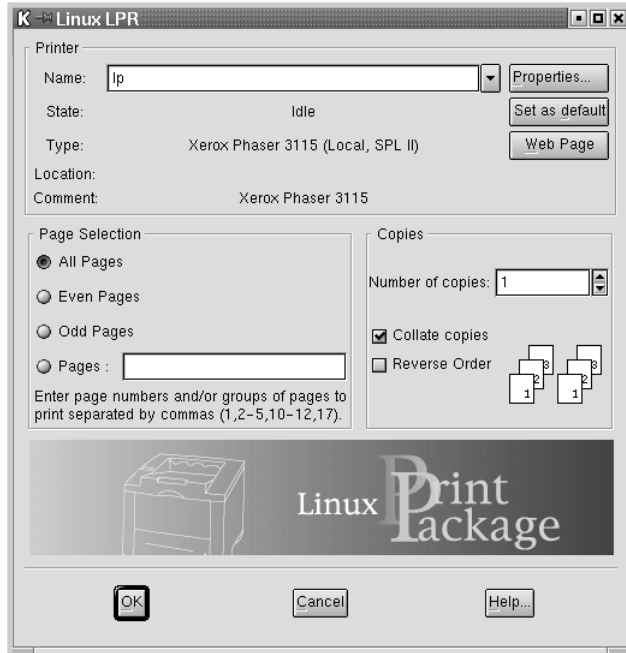 Linux LPR
Printer
Name: lp Properties...
State: Idle Set as default
Type: Xerox Phaser 3115 (Local, SPL II) Web Page
Location:
Comment: Xerox Phaser 3115
Page Selection
All Pages
Even Pages
Odd Pages
Pages :
Enter page numbers and/or groups of pages to
print separated by commas (1,2-5,10-12,17).
Copies
Number of copies: 1
Collate copies
Reverse Order
1 2 3 1 2 3
Linux Print
Package
OK Cancel Help...